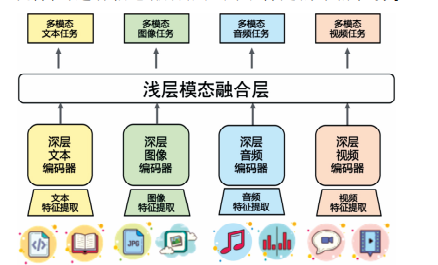 多模态 多模态 多模态 多模态
文本任务 图像任务 音频任务 视频任务
浅层模态融合层
深层 深层 深层 深层
文本 图像 音频 视频
编码器 编码器 编码器 编码器
文本 图像 音频 视频
特征提取 特征提取 特征提取 特征提取
JPG